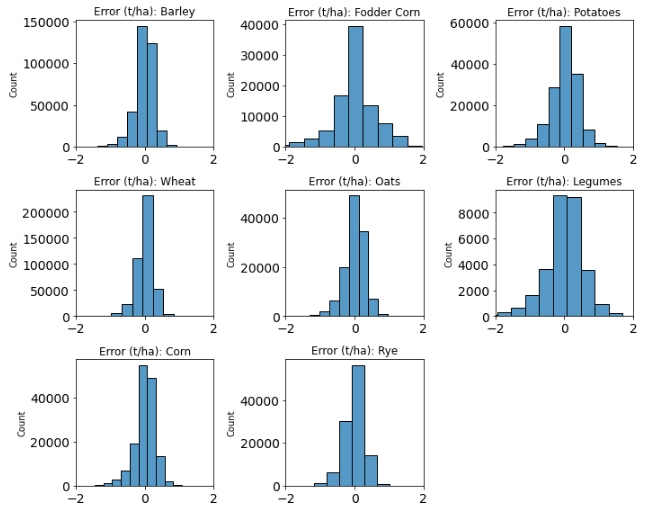 Error (t/ha): Barley
Error (t/ha): Fodder Corn
Error (t/ha): Potatoes
150000
100000
50000
0
Count
-2 0 2
40000
30000
20000
10000
0
Count
-2 0 2
60000
40000
20000
0
Count
-2 0 2
Error (t/ha): Wheat
Error (t/ha): Oats
Error (t/ha): Legumes
200000
150000
100000
50000
0
Count
-2 0 2
40000
20000
0
Count
-2 0 2
8000
6000
4000
2000
0
Count
-2 0 2
Error (t/ha): Corn
Error (t/ha): Rye
40000
20000
0
Count
-2 0 2
40000
20000
0
Count
-2 0 2